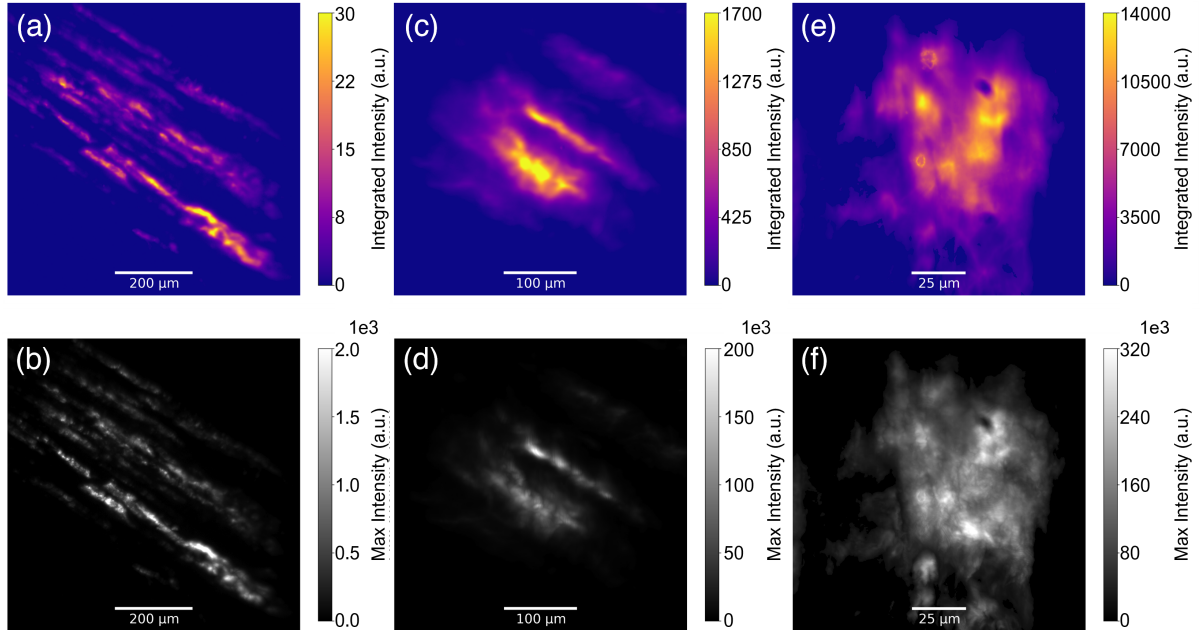 (a)
30
22
15
8
0
Integrated Intensity (a.u.)
200 µm
(c)
1700
1275
850
425
0
Integrated Intensity (a.u.)
100 µm
(e)
14000
10500
7000
3500
0
Integrated Intensity (a.u.)
25 µm
(b)
1e3
2.0
1.5
1.0
0.5
0.0
Max Intensity (a.u.)
200 µm
(d)
1e3
200
150
100
50
0
Max Intensity (a.u.)
100 µm
(f)
1e3
320
240
160
80
0
Max Intensity (a.u.)
25 µm